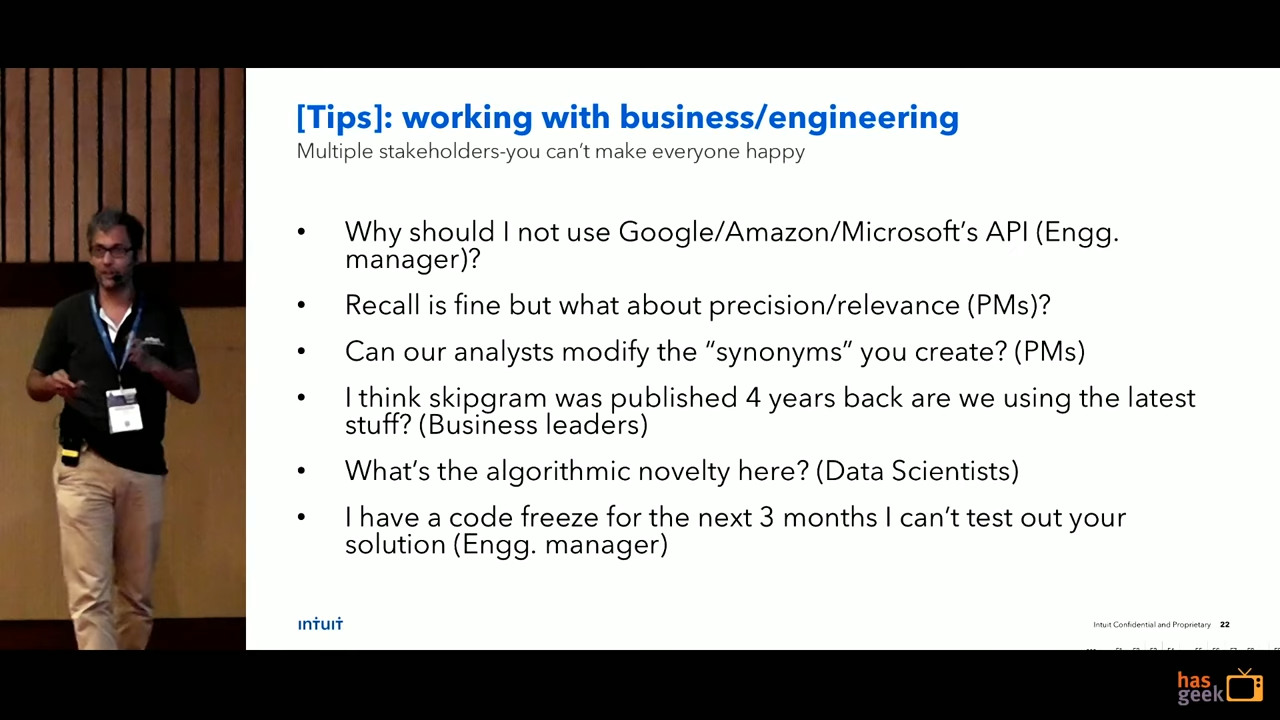 [Tips]: working with business/engineering
Multiple stakeholders-you can't make everyone happy
• Why should I not use Google/Amazon/Microsoft's API (Engg.
manager)?
• Recall is fine but what about precision/relevance (PMs)?
• Can our analysts modify the “synonyms” you create? (PMs)
• I think skipgram was published 4 years back are we using the latest
stuff? (Business leaders)
• What's the algorithmic novelty here? (Data Scientists)
• I have a code freeze for the next 3 months I can't test out your
solution (Engg. manager)
intuit
Intuit Confidential and Proprietary 22
has
geek